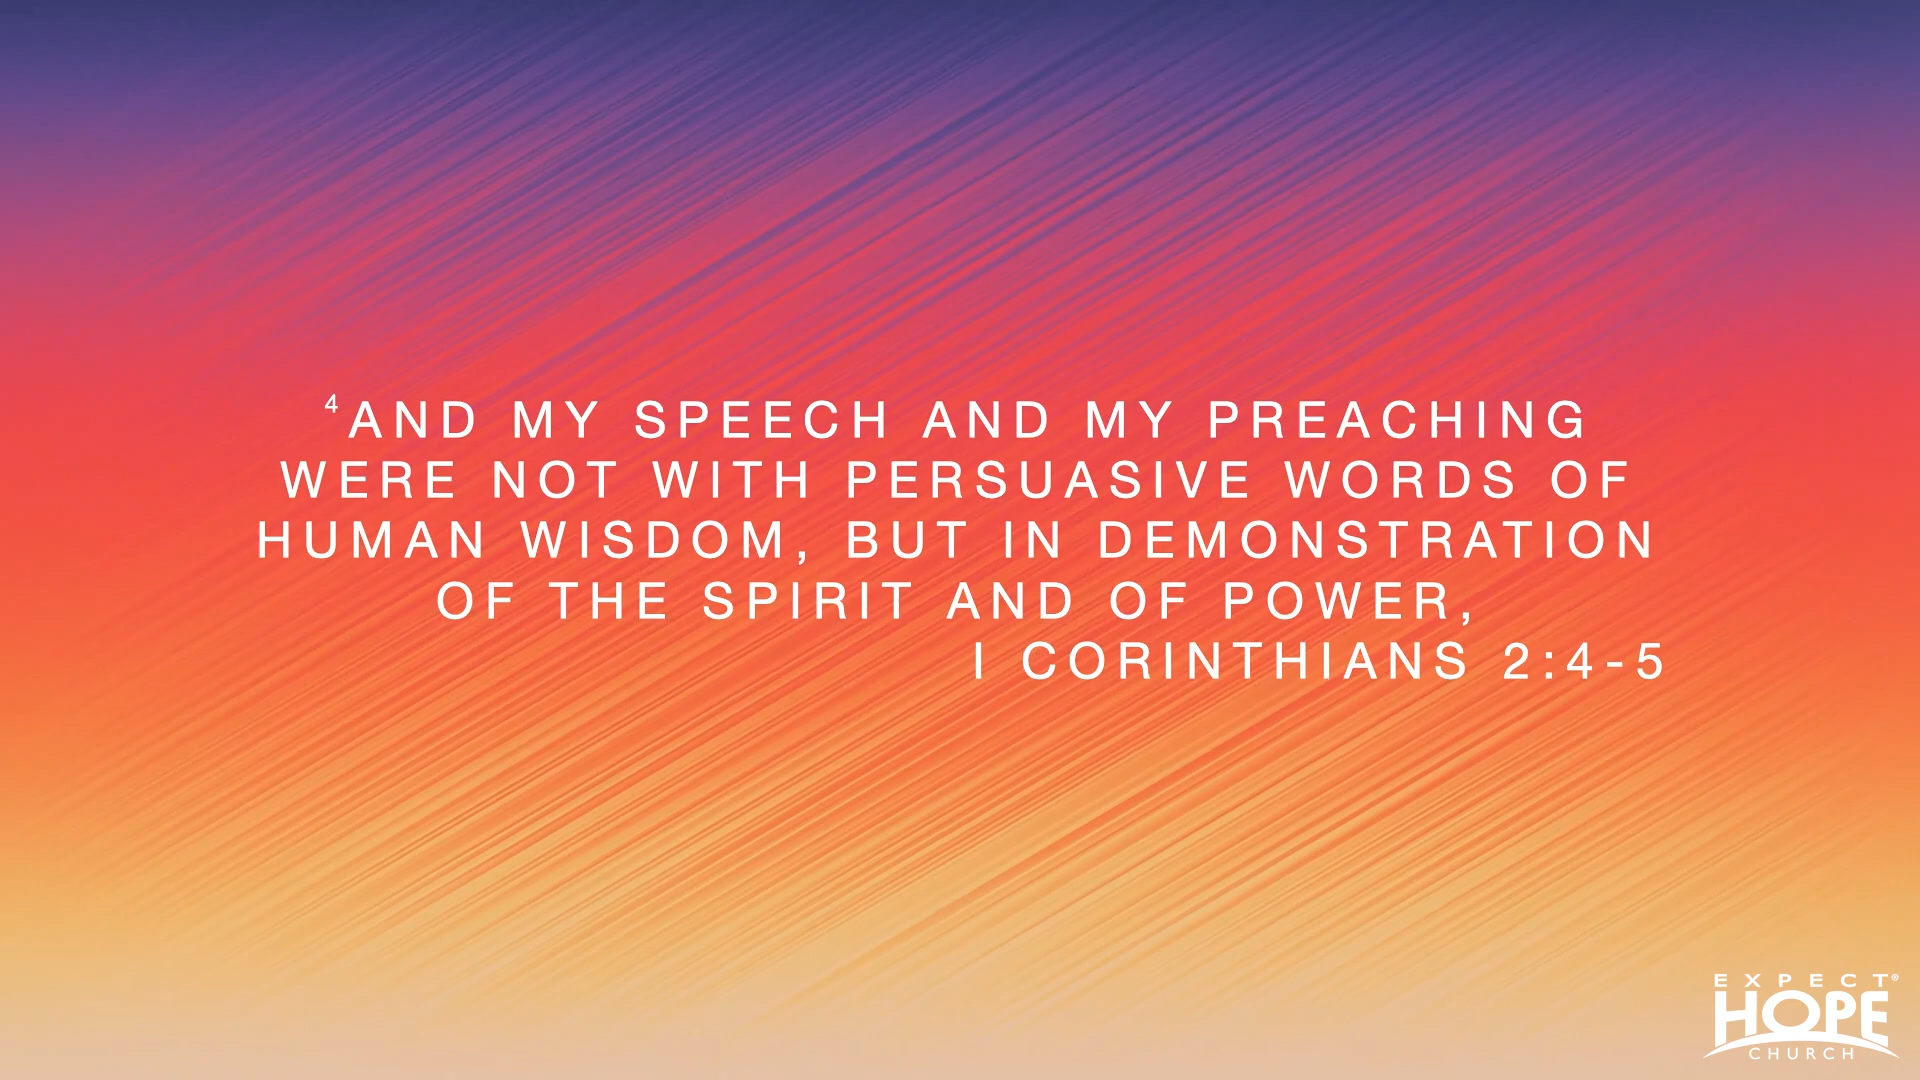 ⁴AND MY SPEECH AND MY PREACHING
WERE NOT WITH PERSUASIVE WORDS OF
HUMAN WISDOM, BUT IN DEMONSTRATION
OF THE SPIRIT AND OF POWER,
I CORINTHIANS 2:4-5
EXPECT®
HOPE
CHURCH